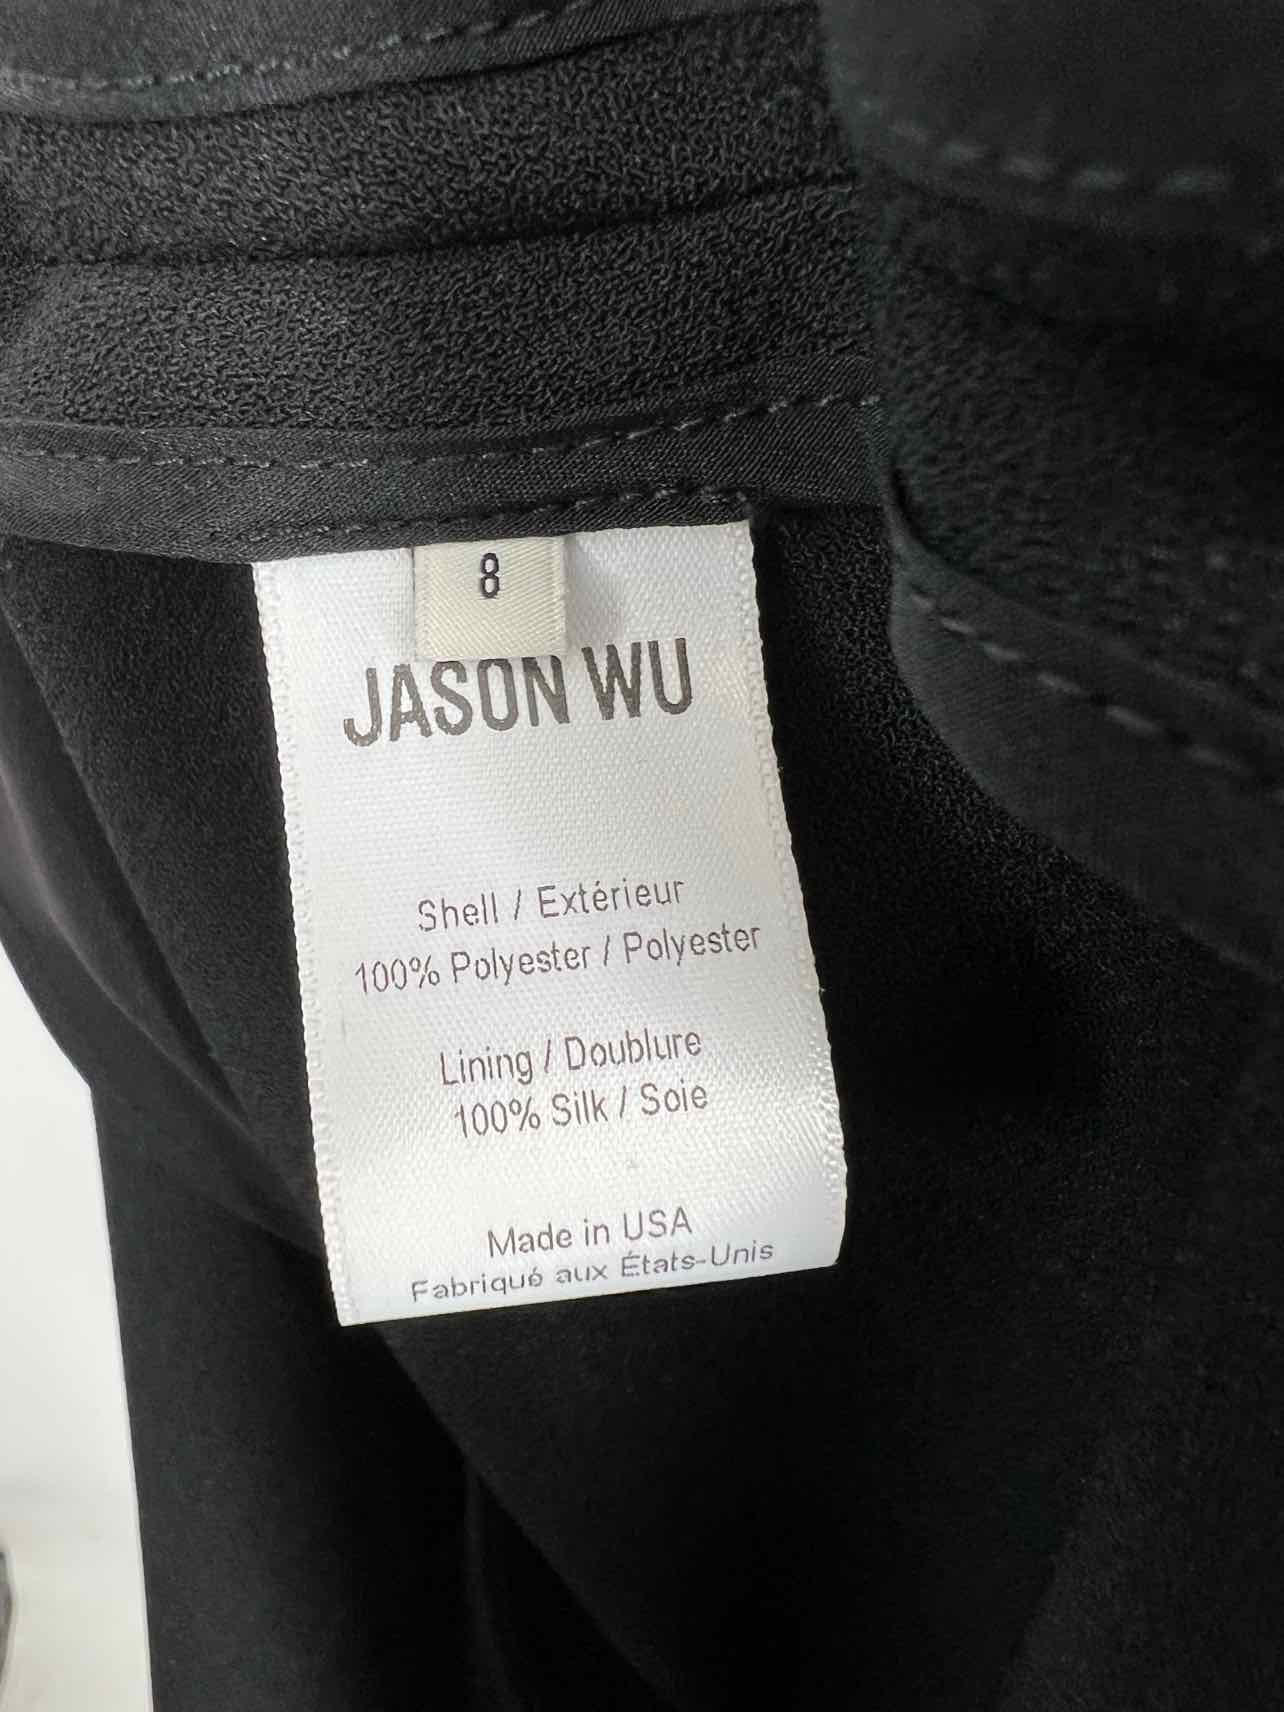 8
JASON WU
Shell / Extérieur
100% Polyester / Polyester
Lining / Doublure
100% Silk / Soie
Made in USA
Fabriqué aux États-Unis